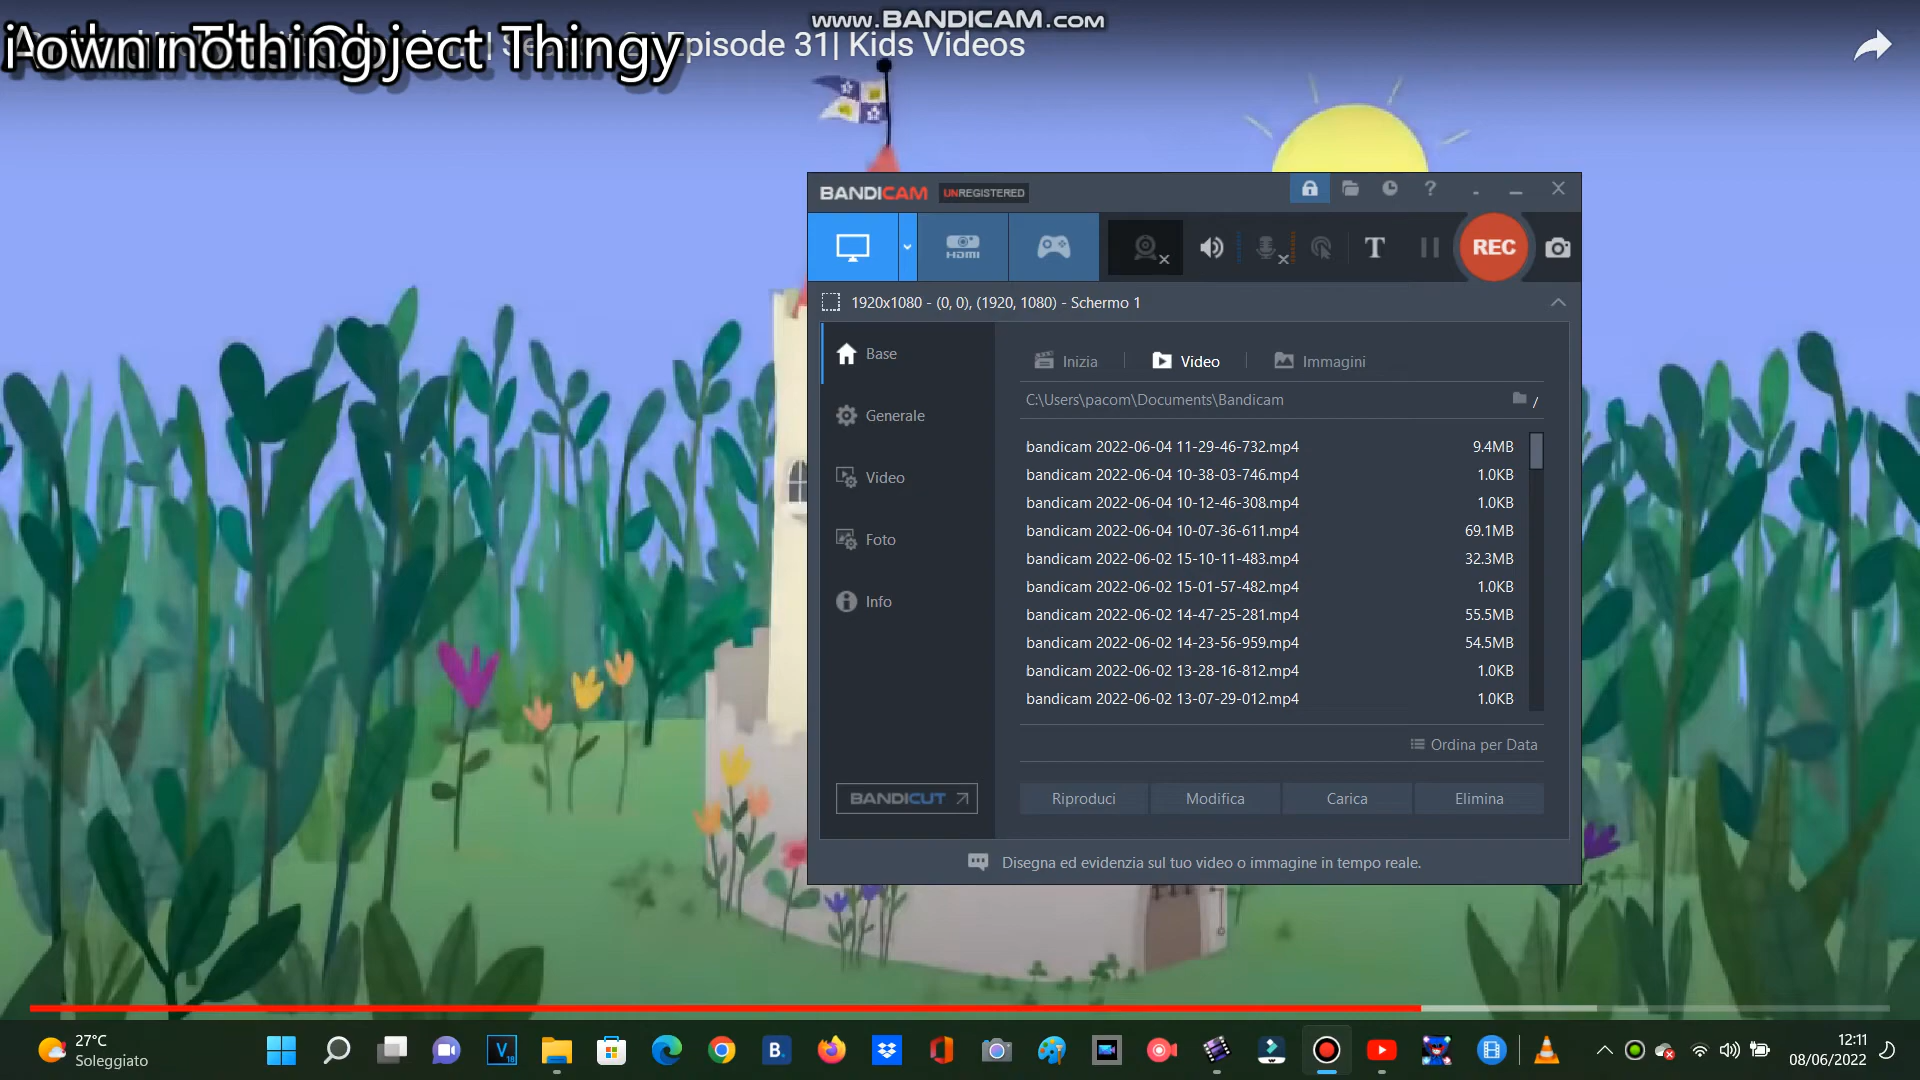 www.BANDICAM.com
i own nothing
Object Thingy
Episode 31| Kids Videos
BANDICAM UNREGISTERED
HDMI
T
REC
1920x1080 - (0, 0), (1920, 1080) - Schermo 1
Base
Generale
Video
Foto
Info
BANDICUT
Inizia
Video
Immagini
C:\Users\pacom\Documents\Bandicam
/
bandicam 2022-06-04 11-29-46-732.mp4 9.4MB
bandicam 2022-06-04 10-38-03-746.mp4 1.0KB
bandicam 2022-06-04 10-12-46-308.mp4 1.0KB
bandicam 2022-06-04 10-07-36-611.mp4 69.1MB
bandicam 2022-06-02 15-10-11-483.mp4 32.3MB
bandicam 2022-06-02 15-01-57-482.mp4 1.0KB
bandicam 2022-06-02 14-47-25-281.mp4 55.5MB
bandicam 2022-06-02 14-23-56-959.mp4 54.5MB
bandicam 2022-06-02 13-28-16-812.mp4 1.0KB
bandicam 2022-06-02 13-07-29-012.mp4 1.0KB
Ordina per Data
Riproduci
Modifica
Carica
Elimina
Disegna ed evidenzia sul tuo video o immagine in tempo reale.
27°C
Soleggiato
12:11
08/06/2022